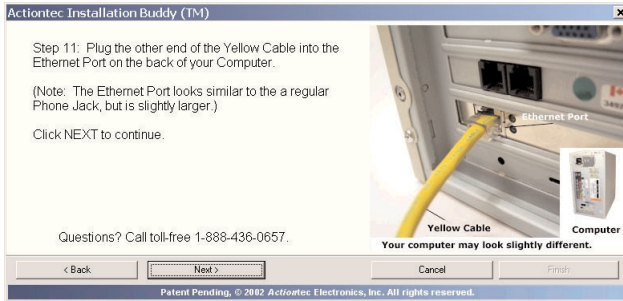 Actiontec Installation Buddy (TM)
Step 11: Plug the other end of the Yellow Cable into the
Ethernet Port on the back of your Computer.
(Note: The Ethernet Port looks similar to the a regular
Phone Jack, but is slightly larger.)
Click NEXT to continue.
Questions? Call toll-free 1-888-436-0657.
Ethernet Port
Yellow Cable
Computer
Your computer may look slightly different.
< Back
Next >
Cancel
Finish
Patent Pending, © 2002 Actiontec Electronics, Inc. All rights reserved.